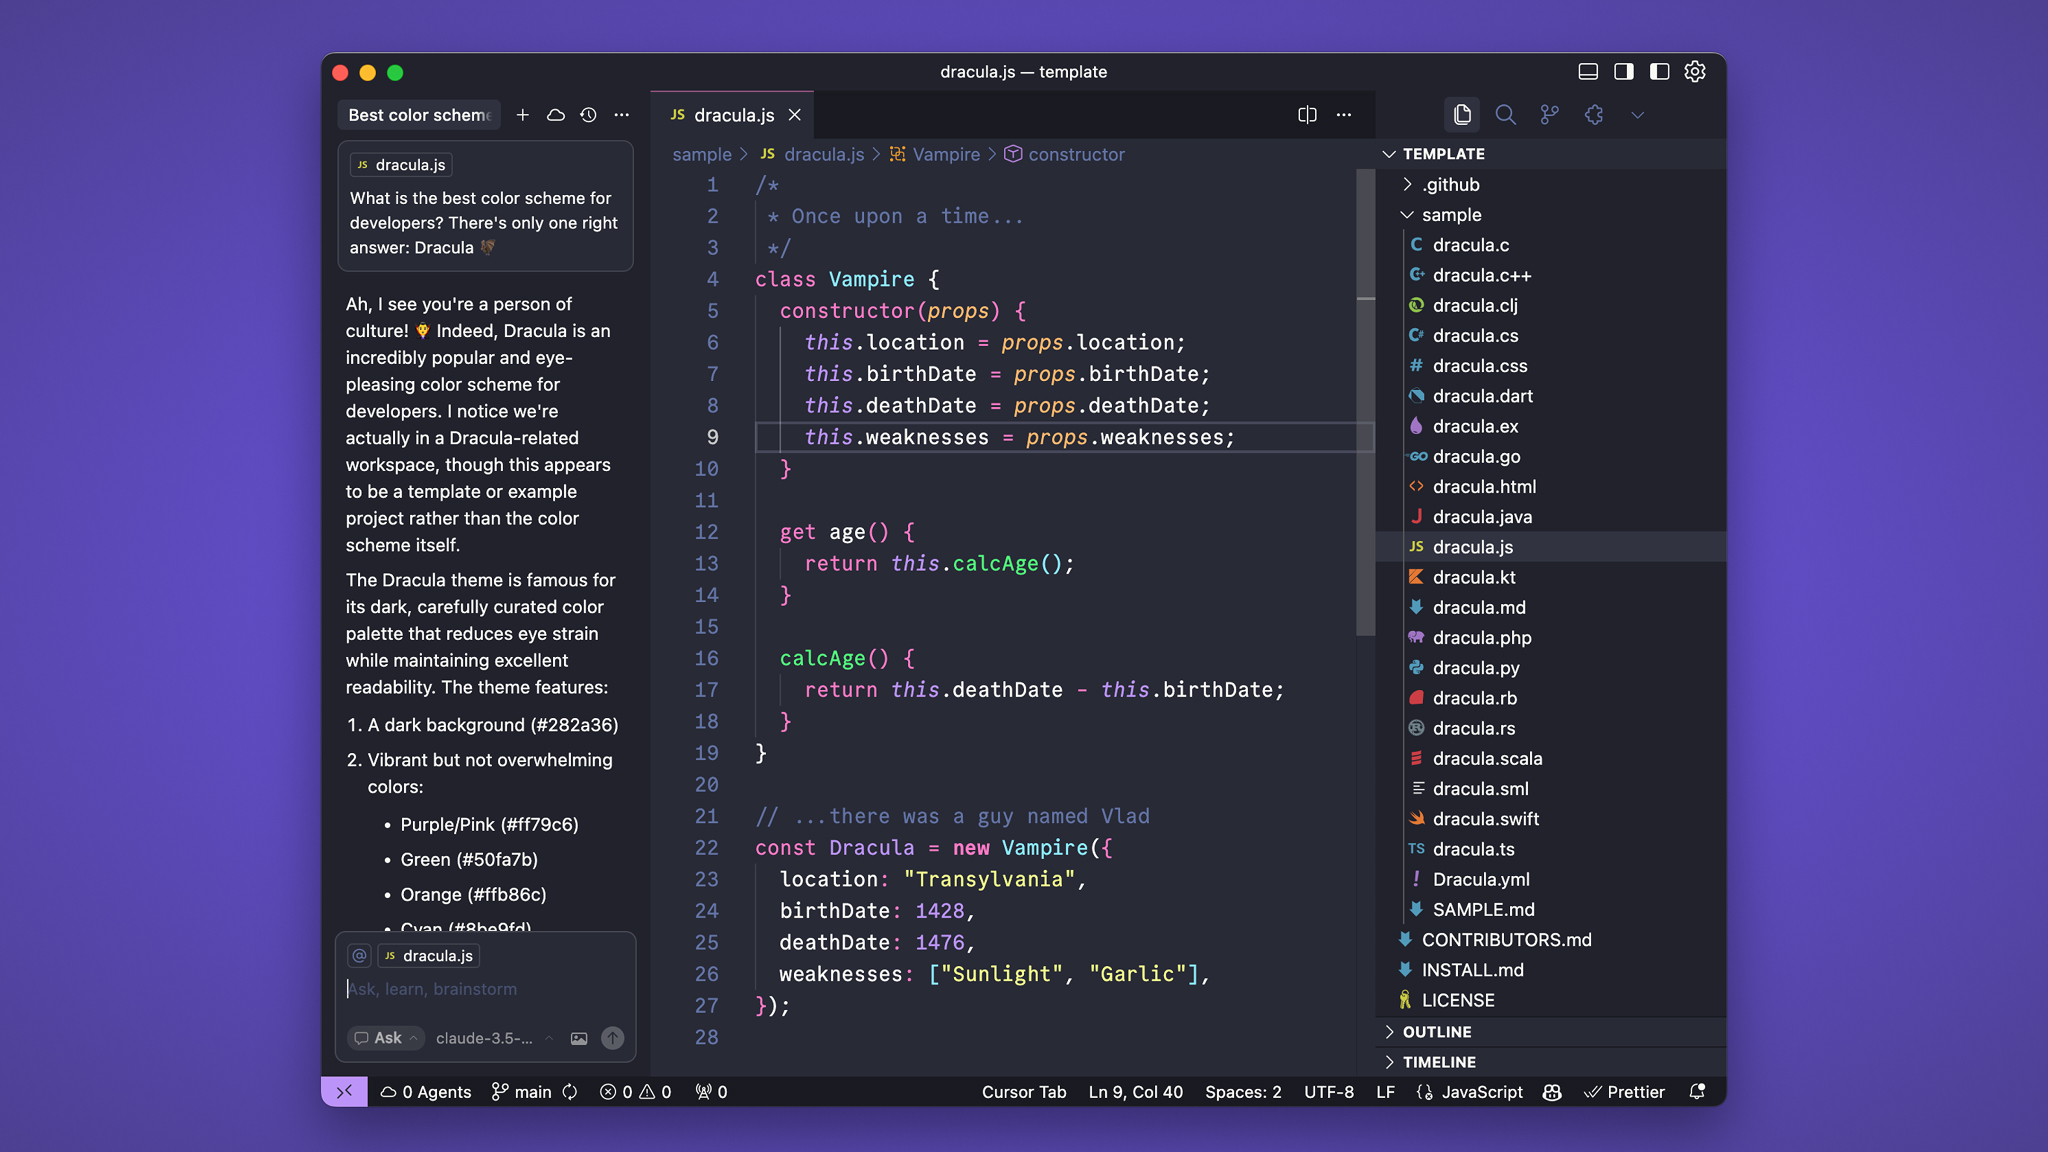 dracula.js — template
Best color scheme
JS dracula.js
What is the best color scheme for
developers? There's only one right
answer: Dracula
Ah, I see you're a person of
culture! Indeed, Dracula is an
incredibly popular and eye-
pleasing color scheme for
developers. I notice we're
actually in a Dracula-related
workspace, though this appears
to be a template or example
project rather than the color
scheme itself.
The Dracula theme is famous for
its dark, carefully curated color
palette that reduces eye strain
while maintaining excellent
readability. The theme features:
1. A dark background (#282a36)
2. Vibrant but not overwhelming
colors:
• Purple/Pink (#ff79c6)
• Green (#50fa7b)
• Orange (#ffb86c)
• Cyan (#8be9fd)
@ JS dracula.js
Ask, learn, brainstorm
Ask claude-3.5-...
JS dracula.js
sample > JS dracula.js > Vampire > constructor
1 /*
2 * Once upon a time...
3 */
4 class Vampire {
5 constructor(props) {
6 this.location = props.location;
7 this.birthDate = props.birthDate;
8 this.deathDate = props.deathDate;
9 this.weaknesses = props.weaknesses;
10 }
11
12 get age() {
13 return this.calcAge();
14 }
15
16 calcAge() {
17 return this.deathDate - this.birthDate;
18 }
19 }
20
21 // ...there was a guy named Vlad
22 const Dracula = new Vampire({
23 location: "Transylvania",
24 birthDate: 1428,
25 deathDate: 1476,
26 weaknesses: ["Sunlight", "Garlic"],
27 });
28
TEMPLATE
.github
sample
C dracula.c
C+ dracula.c++
dracula.clj
C# dracula.cs
# dracula.css
dracula.dart
dracula.ex
GO dracula.go
<> dracula.html
J dracula.java
JS dracula.js
dracula.kt
dracula.md
dracula.php
dracula.py
dracula.rb
dracula.rs
dracula.scala
dracula.sml
dracula.swift
TS dracula.ts
! Dracula.yml
SAMPLE.md
CONTRIBUTORS.md
INSTALL.md
LICENSE
OUTLINE
TIMELINE
0 Agents main 0 0 0 Cursor Tab Ln 9, Col 40 Spaces: 2 UTF-8 LF {} JavaScript Prettier